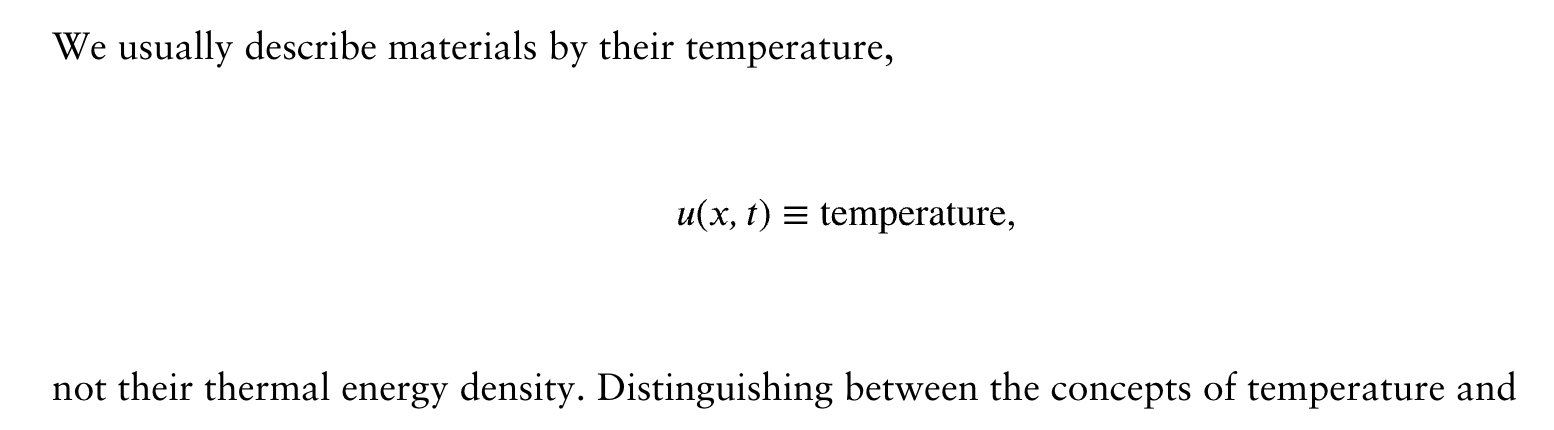 We usually describe materials by their temperature,
u(x, t) ≡ temperature,
not their thermal energy density. Distinguishing between the concepts of temperature and